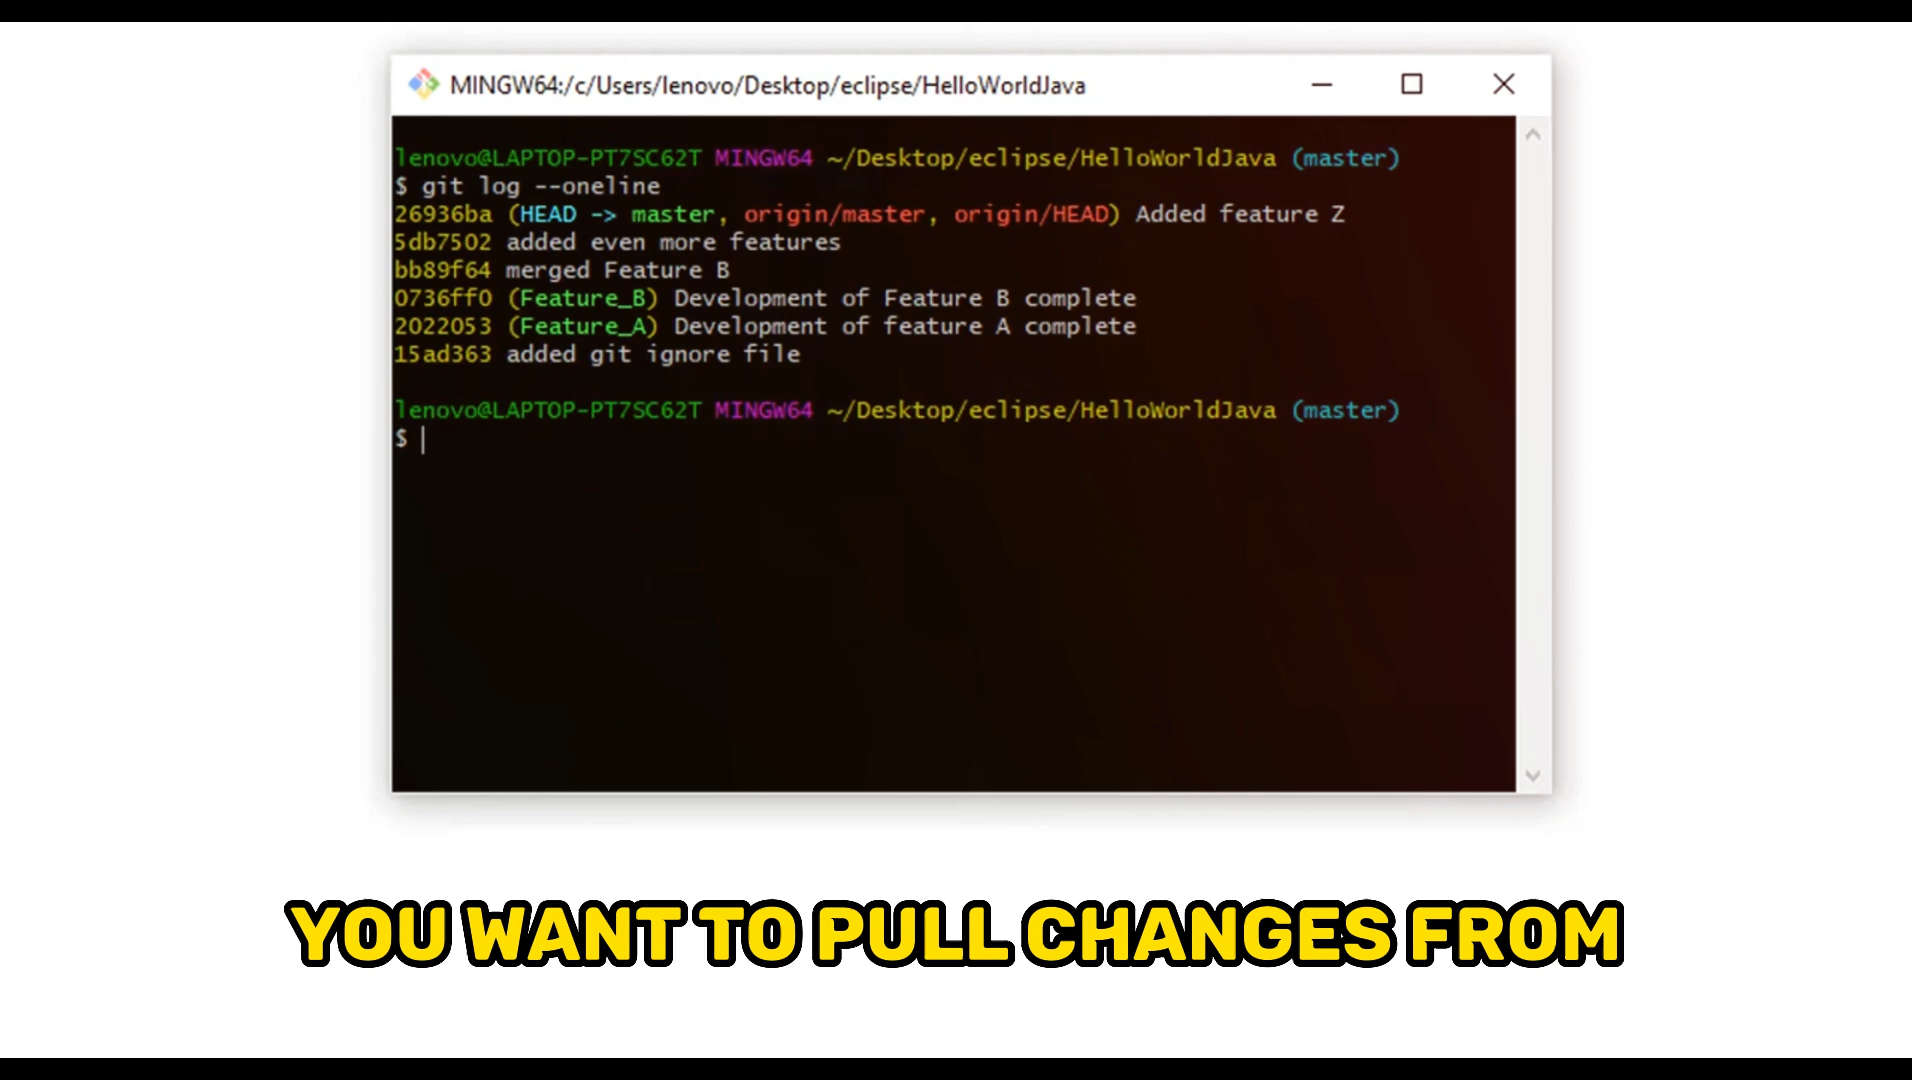 MINGW64:/c/Users/lenovo/Desktop/eclipse/HelloWorldJava
lenovo@LAPTOP-PT7SC62T MINGW64 ~/Desktop/eclipse/HelloWorldJava (master)
$ git log --oneline
26936ba (HEAD -> master, origin/master, origin/HEAD) Added feature Z
5db7502 added even more features
bb89f64 merged Feature B
0736ff0 (Feature_B) Development of Feature B complete
2022053 (Feature_A) Development of feature A complete
15ad363 added git ignore file
lenovo@LAPTOP-PT7SC62T MINGW64 ~/Desktop/eclipse/HelloWorldJava (master)
$
YOU WANT TO PULL CHANGES FROM